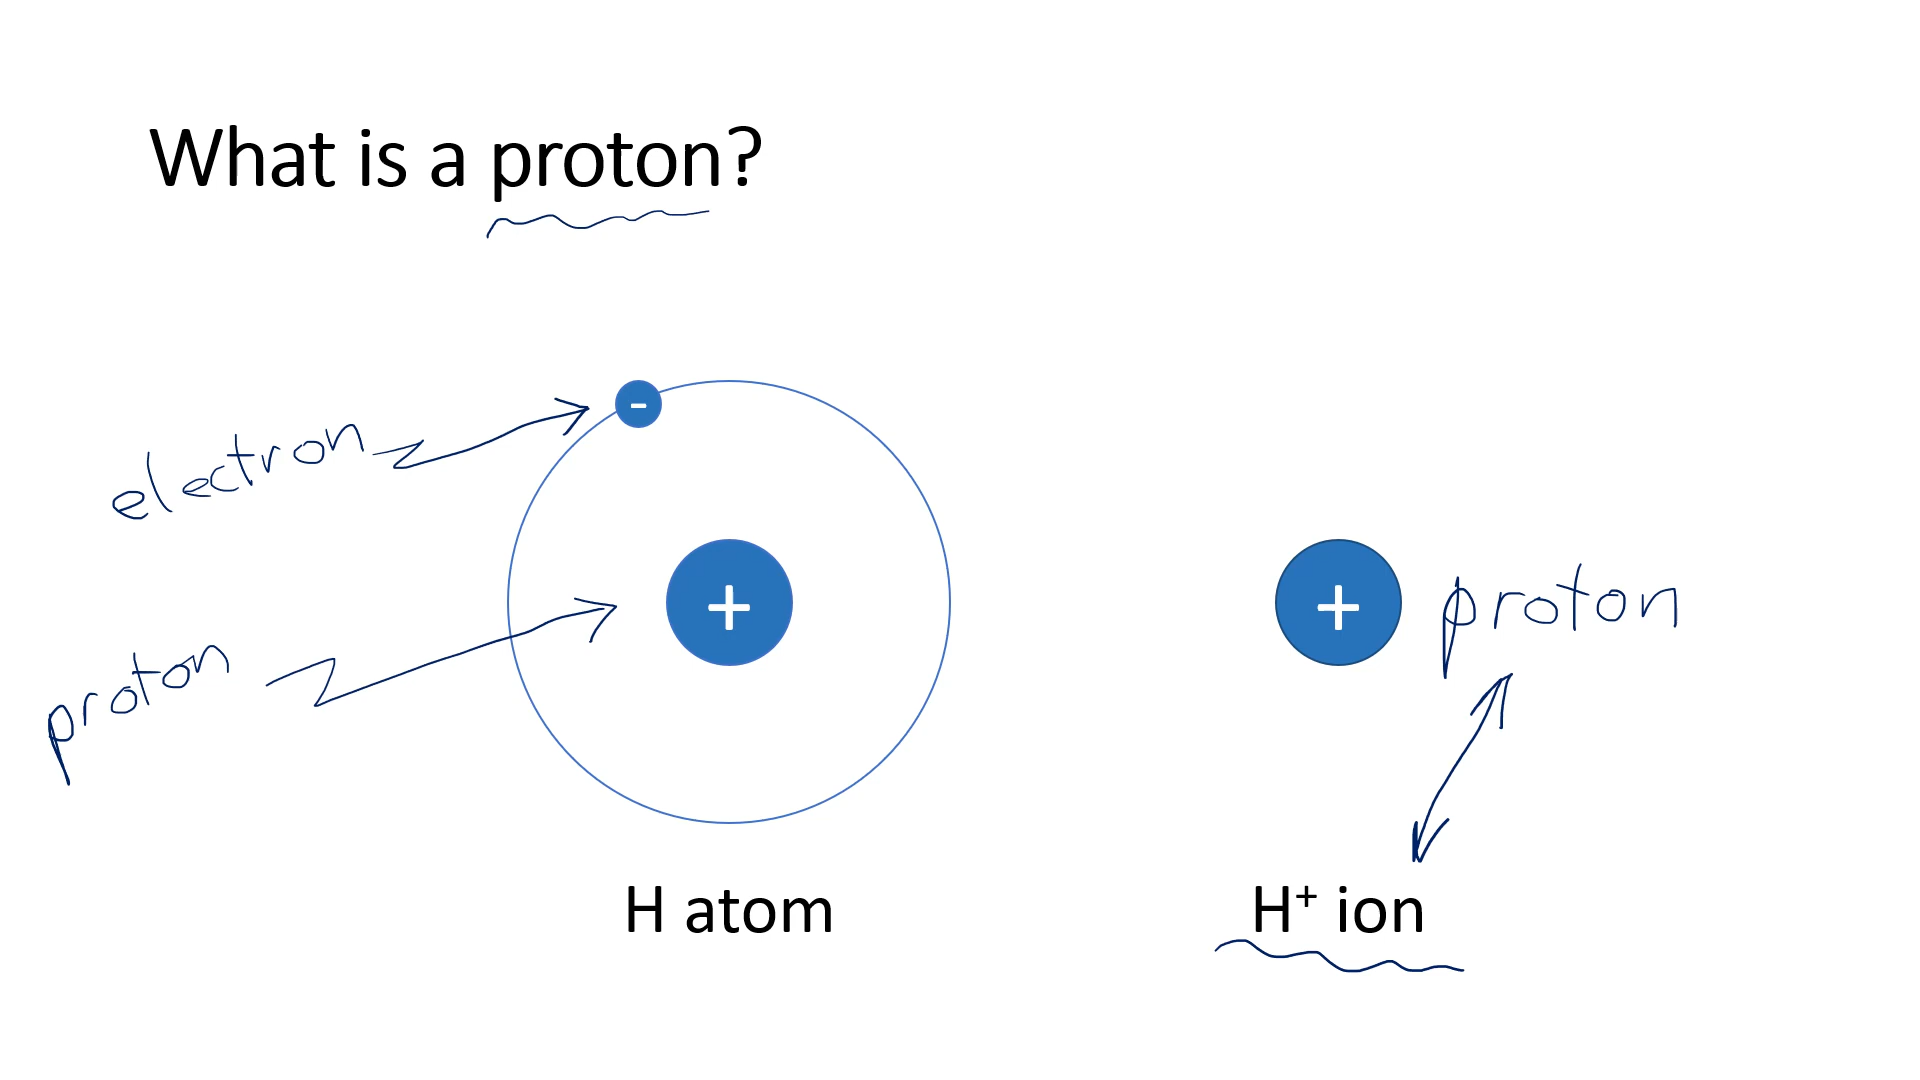 What is a proton?
electron
-
+
proton
+
proton
H atom
H⁺ ion